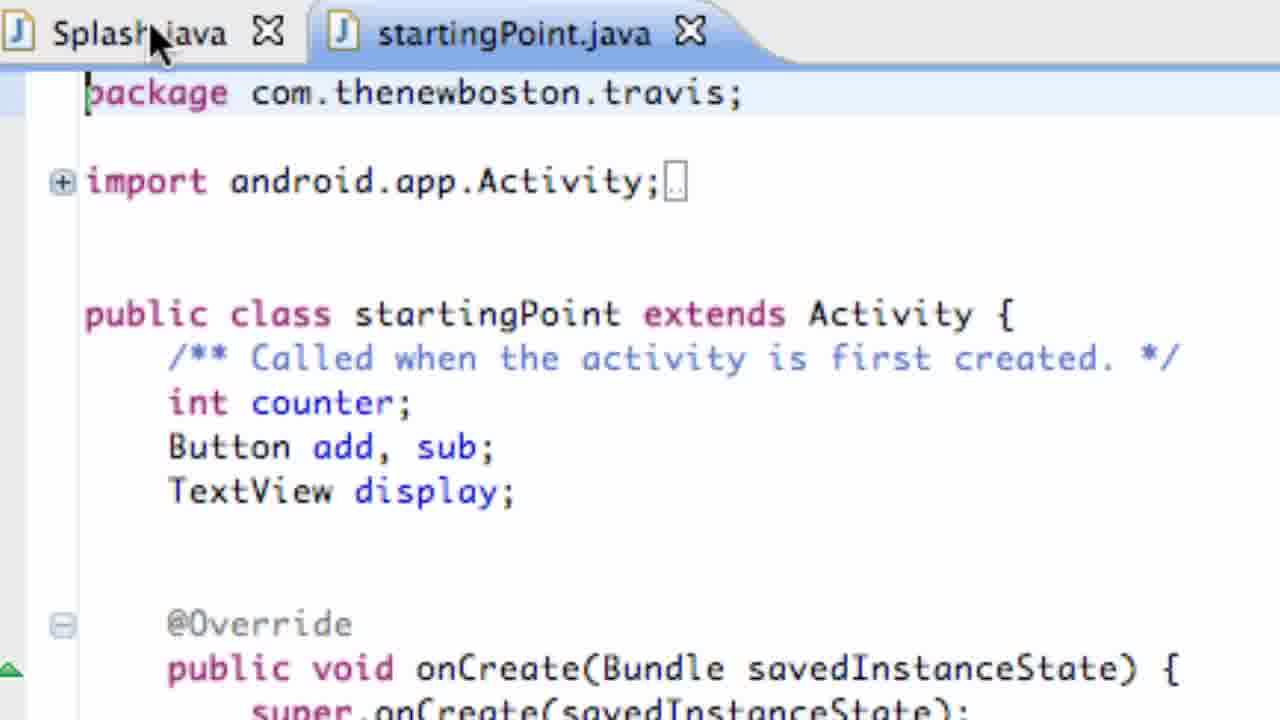 Splash.java startingPoint.java
package com.thenewboston.travis;
import android.app.Activity;
public class startingPoint extends Activity {
/** Called when the activity is first created. */
int counter;
Button add, sub;
TextView display;
@Override
public void onCreate(Bundle savedInstanceState) {
super.onCreate(savedInstanceState);